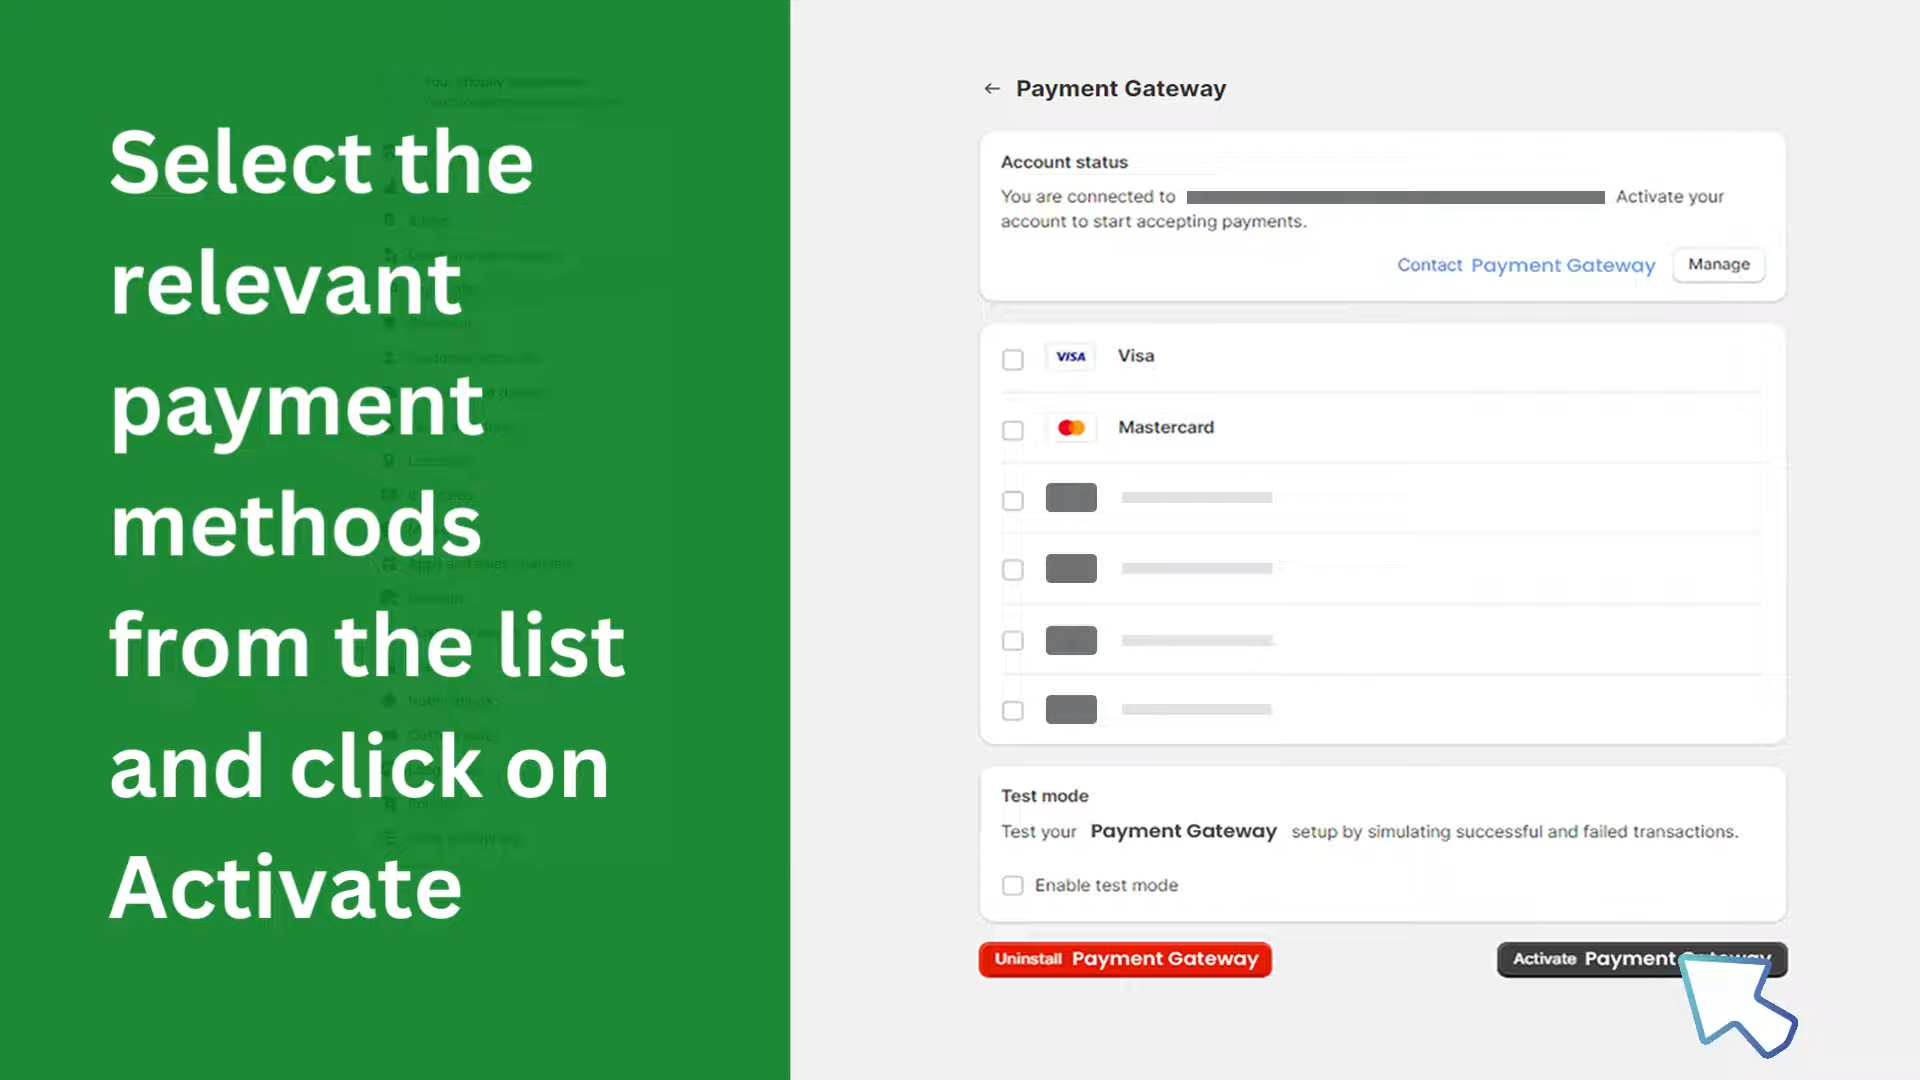 Select the
relevant
payment
methods
from the list
and click on
Activate
← Payment Gateway
Account status
You are connected to Activate your
account to start accepting payments.
Contact Payment Gateway Manage
VISA Visa
Mastercard
Test mode
Test your Payment Gateway setup by simulating successful and failed transactions.
Enable test mode
Uninstall Payment Gateway
Activate Payment Gateway